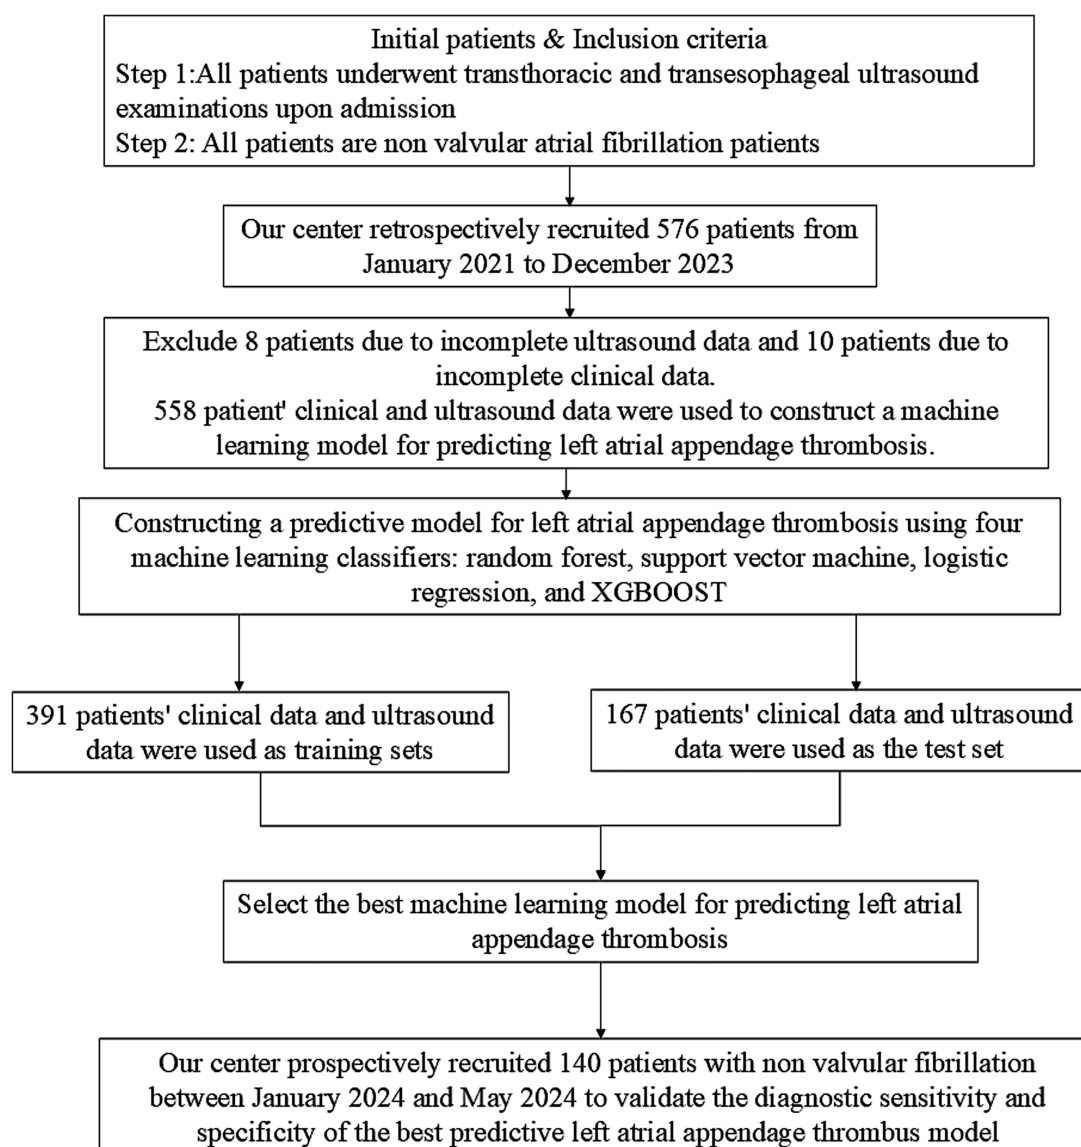 Initial patients & Inclusion criteria
Step 1:All patients underwent transthoracic and transesophageal ultrasound
examinations upon admission
Step 2: All patients are non valvular atrial fibrillation patients
Our center retrospectively recruited 576 patients from
January 2021 to December 2023
Exclude 8 patients due to incomplete ultrasound data and 10 patients due to
incomplete clinical data.
558 patient' clinical and ultrasound data were used to construct a machine
learning model for predicting left atrial appendage thrombosis.
Constructing a predictive model for left atrial appendage thrombosis using four
machine learning classifiers: random forest, support vector machine, logistic
regression, and XGBOOST
391 patients' clinical data and ultrasound
data were used as training sets
167 patients' clinical data and ultrasound
data were used as the test set
Select the best machine learning model for predicting left atrial
appendage thrombosis
Our center prospectively recruited 140 patients with non valvular fibrillation
between January 2024 and May 2024 to validate the diagnostic sensitivity and
specificity of the best predictive left atrial appendage thrombus model